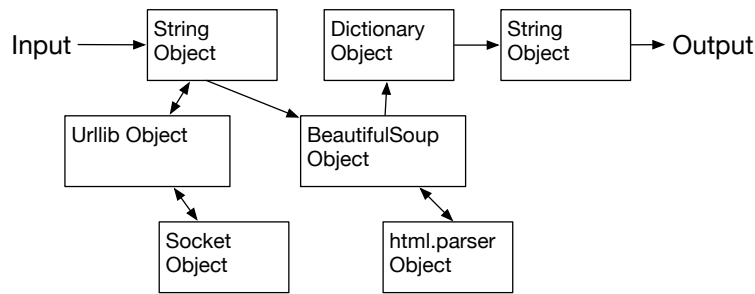 Input
String
Object
Dictionary
Object
String
Object
Output
Urllib Object
BeautifulSoup
Object
Socket
Object
html.parser
Object